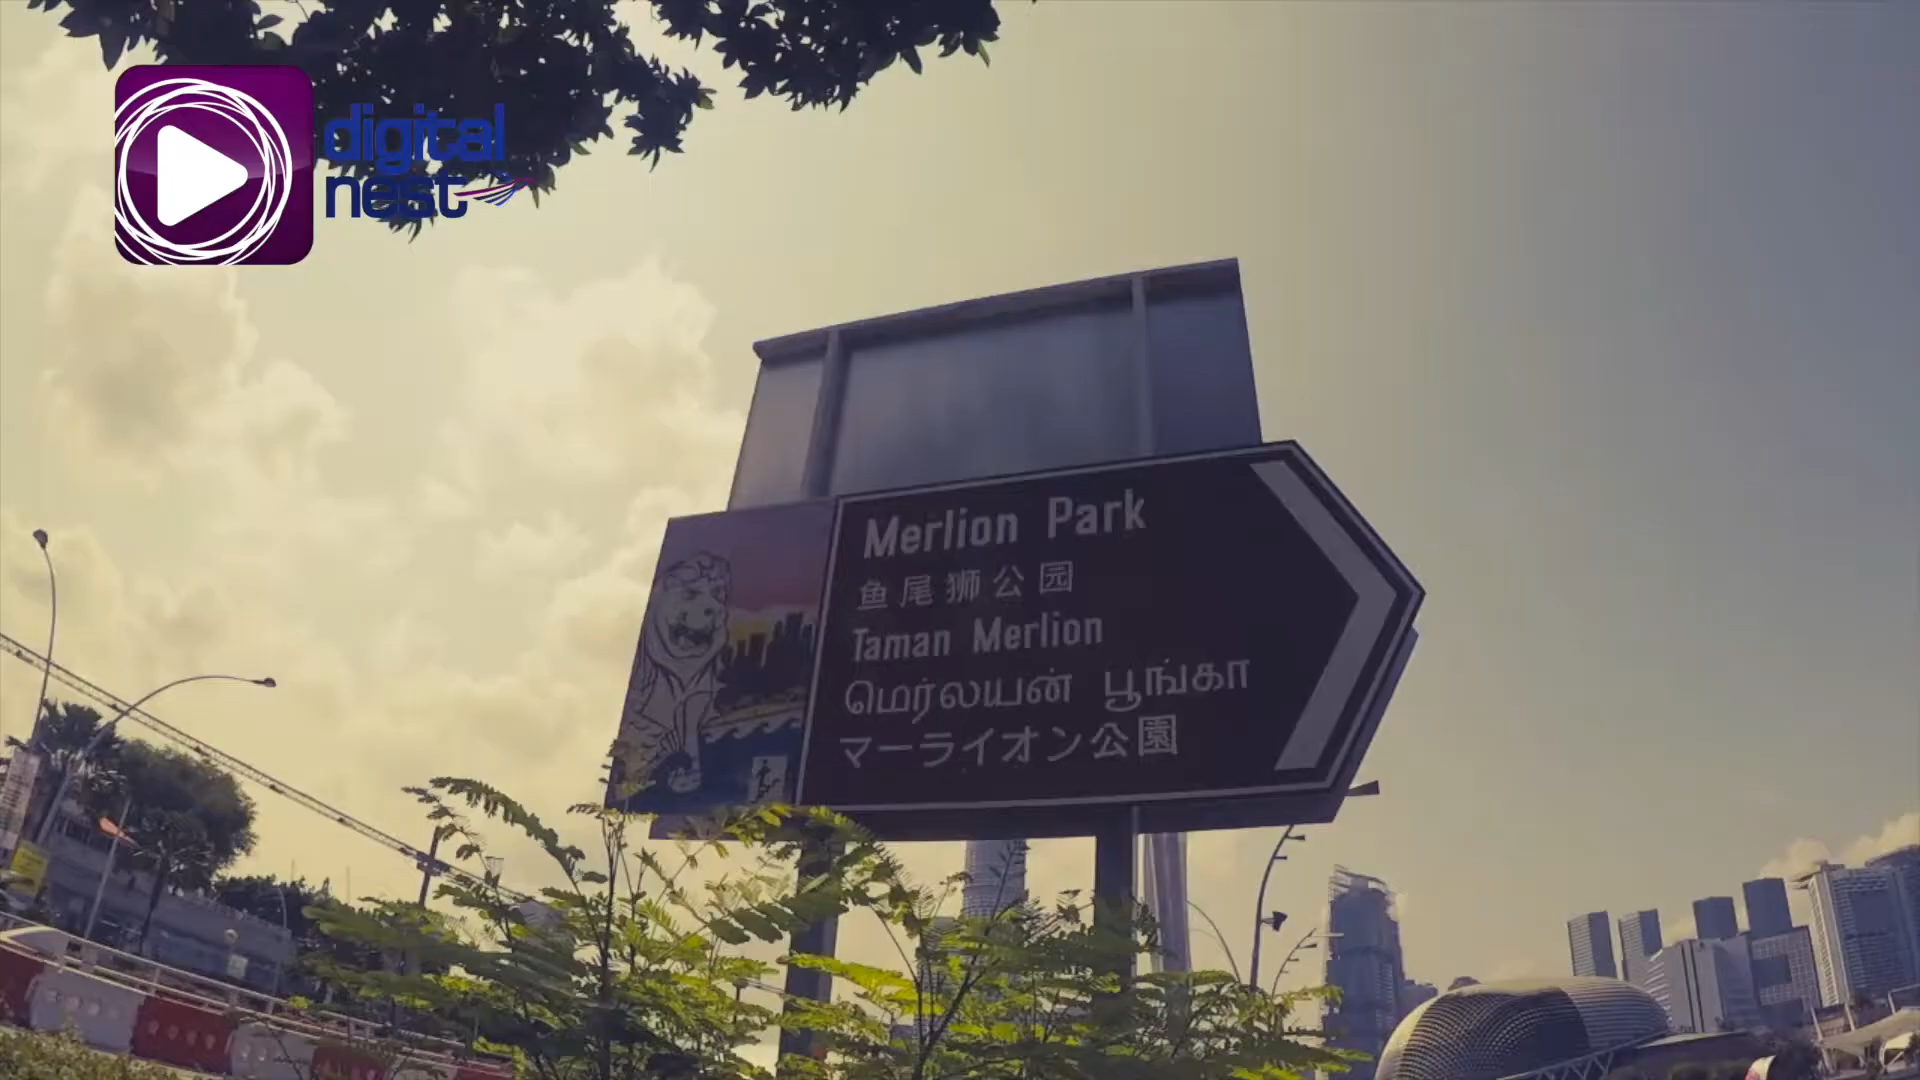 digital
nest
Merlion Park
鱼尾狮公园
Taman Merlion
மெர்லயன் பூங்கா
マーライオン公園